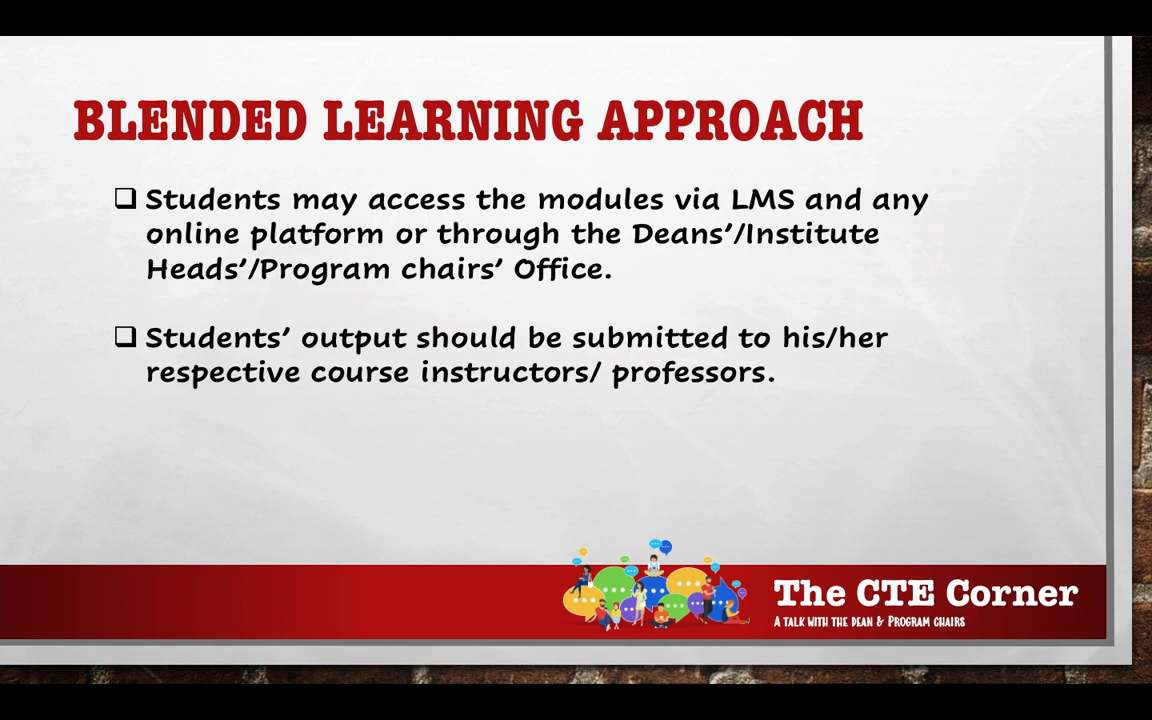 BLENDED LEARNING APPROACH
❑ Students may access the modules via LMS and any
online platform or through the Deans’/Institute
Heads’/Program chairs’ Office.
❑ Students’ output should be submitted to his/her
respective course instructors/ professors.
The CTE Corner
A TALK WITH THE DEAN & PROGRAM CHAIRS